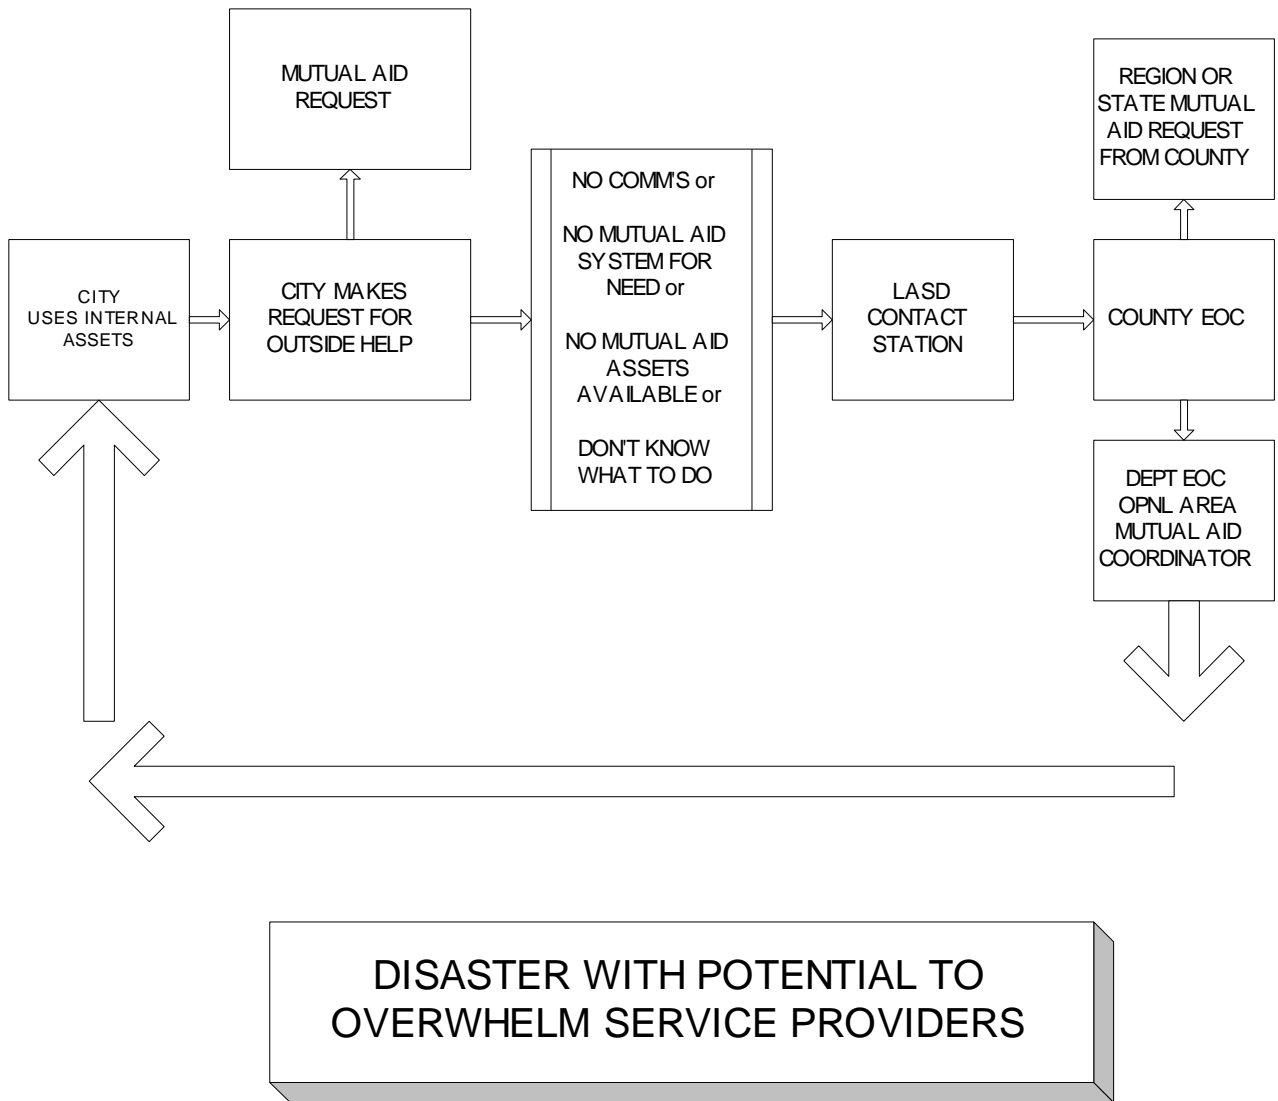 MUTUAL AID
REQUEST
REGION OR
STATE MUTUAL
AID REQUEST
FROM COUNTY
CITY
USES INTERNAL
ASSETS
CITY MAKES
REQUEST FOR
OUTSIDE HELP
NO COMM'S or
NO MUTUAL AID
SYSTEM FOR
NEED or
NO MUTUAL AID
ASSETS
AVAILABLE or
DON'T KNOW
WHAT TO DO
LASD
CONTACT
STATION
COUNTY EOC
DEPT EOC
OPNL AREA
MUTUAL AID
COORDINATOR
DISASTER WITH POTENTIAL TO
OVERWHELM SERVICE PROVIDERS